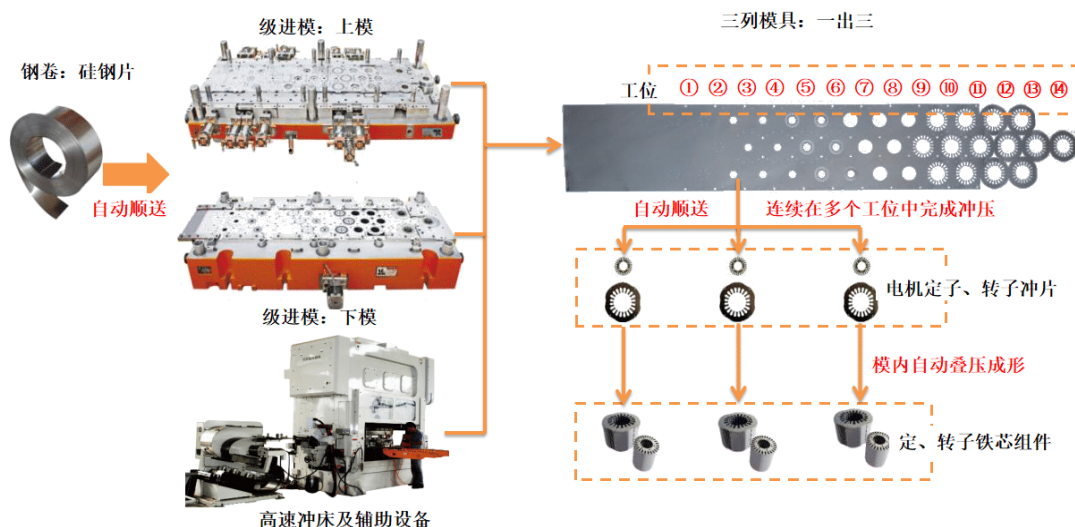 级进模：上模
三列模具：一出三
钢卷：硅钢片
工位 ① ② ③ ④ ⑤ ⑥ ⑦ ⑧ ⑨ ⑩ ⑪ ⑫ ⑬ ⑭
自动顺送
自动顺送
连续在多个工位中完成冲压
电机定子、转子冲片
级进模：下模
模内自动叠压成形
定、转子铁芯组件
高速冲床及辅助设备